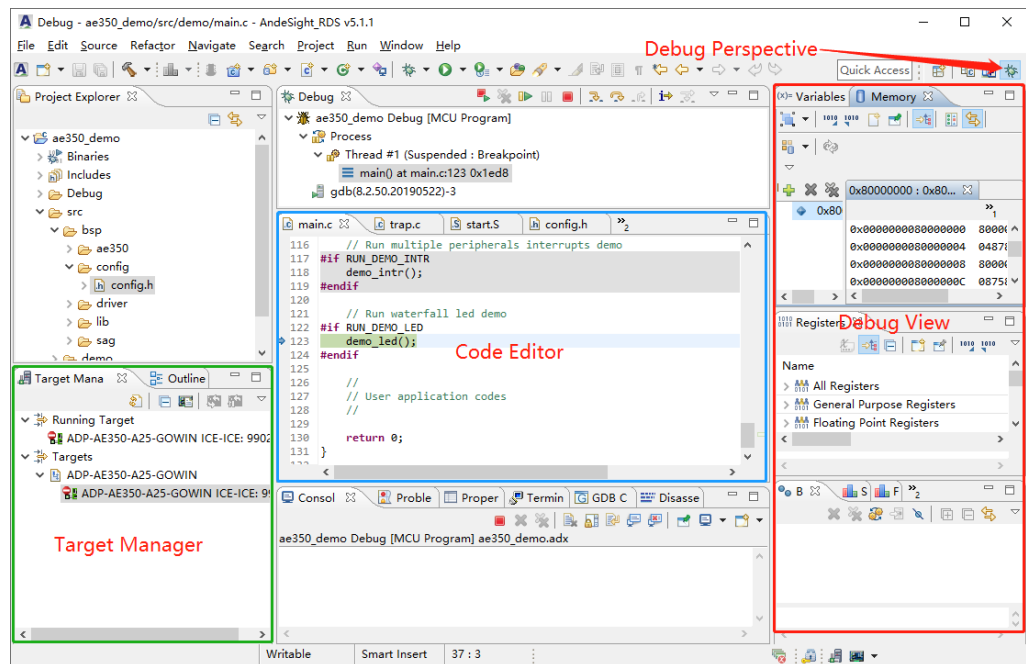 Debug - ae350_demo/src/demo/main.c - AndeSight_RDS v5.1.1
File Edit Source Refactor Navigate Search Project Run Window Help
Debug Perspective
Quick Access
Project Explorer
ae350_demo
Binaries
Includes
Debug
src
bsp
ae350
config
config.h
driver
lib
sag
demo
Debug
ae350_demo Debug [MCU Program]
Process
Thread #1 (Suspended : Breakpoint)
main() at main.c:123 0x1ed8
gdb(8.2.50.20190522)-3
(x)= Variables Memory
0x80000000 : 0x80...
0x80
»1
0x0000000080000000 80000
0x0000000080000004 04878
0x0000000080000008 80000
0x000000008000000C 08758
main.c trap.c start.S config.h »2
116 // Run multiple peripherals interrupts demo
117 #if RUN_DEMO_INTR
118 demo_intr();
119 #endif
120
121 // Run waterfall led demo
122 #if RUN_DEMO_LED
123 demo_led();
124 #endif
125
126 //
127 // User application codes
128 //
129
130 return 0;
131 }
Code Editor
Registers
Debug View
Name
All Registers
General Purpose Registers
Floating Point Registers
Target Mana Outline
Running Target
ADP-AE350-A25-GOWIN ICE-ICE: 9902
Targets
ADP-AE350-A25-GOWIN
ADP-AE350-A25-GOWIN ICE-ICE: 99
Target Manager
Consol Proble Proper Termin GDB C Disasse
ae350_demo Debug [MCU Program] ae350_demo.adx
B S F »2
Writable Smart Insert 37 : 3